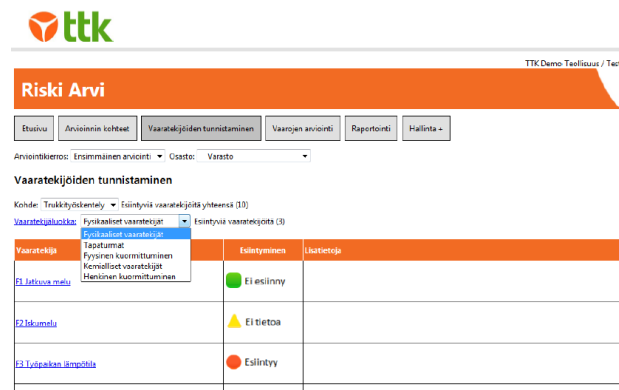 ttk
TTK Demo Teollisuus / Tes
Riski Arvi
Etusivu Arvioinnin kohteet Vaaratekijöiden tunnistaminen Vaarojen arviointi Raportointi Hallinta +
Arviointikierros: Ensimmäinen arviointi Osasto: Varasto
Vaaratekijöiden tunnistaminen
Kohde: Trukkityöskentely Esiintyviä vaaratekijöitä yhteensä (10)
Vaaratekijäluokka: Fysikaaliset vaaratekijät Esiintyviä vaaratekijöitä (3)
Fysikaaliset vaaratekijät
Tapaturmat
Fyysinen kuormittuminen
Kemialliset vaaratekijät
Henkinen kuormittuminen
Vaaratekijä Esiintyminen Lisätietoja
F1 Jatkuva melu Ei esiinny
F2 Iskumelu Ei tietoa
F3 Työpaikan lämpötila Esiintyy